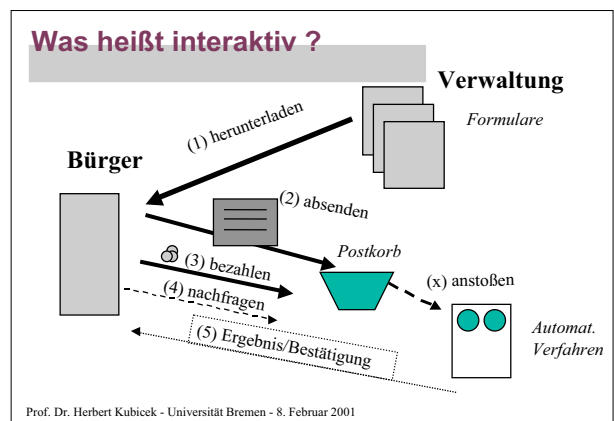 Was heißt interaktiv ?
Verwaltung
Formulare
(1) herunterladen
Bürger
(2) absenden
Postkorb
(3) bezahlen
(x) anstoßen
(4) nachfragen
(5) Ergebnis/Bestätigung
Automat.
Verfahren
Prof. Dr. Herbert Kubicek - Universität Bremen - 8. Februar 2001